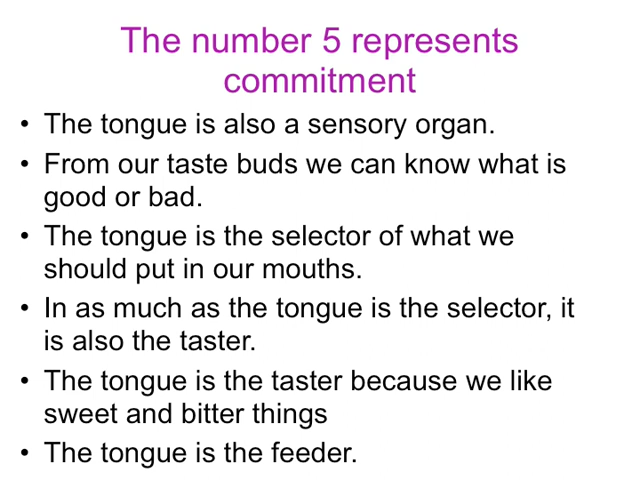 The number 5 represents
commitment
• The tongue is also a sensory organ.
• From our taste buds we can know what is
good or bad.
• The tongue is the selector of what we
should put in our mouths.
• In as much as the tongue is the selector, it
is also the taster.
• The tongue is the taster because we like
sweet and bitter things
• The tongue is the feeder.